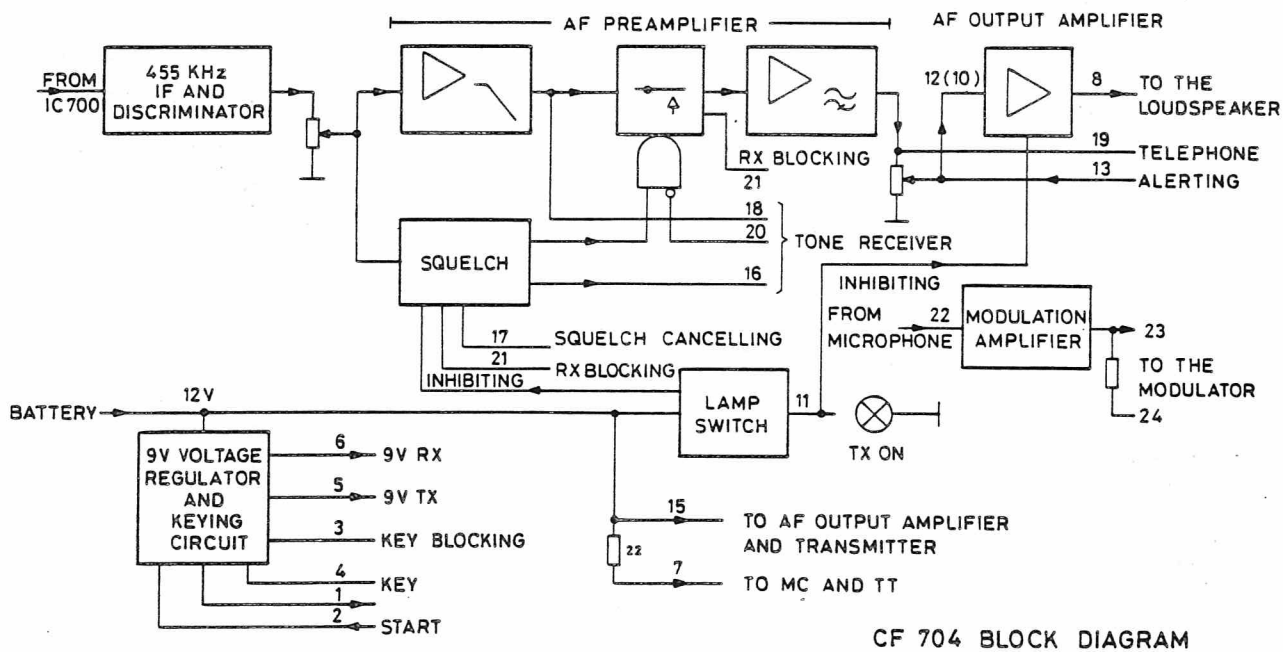 AF PREAMPLIFIER
AF OUTPUT AMPLIFIER
FROM
IC 700
455 KHz
IF AND
DISCRIMINATOR
12(10)
8
TO THE
LOUDSPEAKER
19
TELEPHONE
13
ALERTING
RX BLOCKING
21
18
20
16
TONE RECEIVER
SQUELCH
INHIBITING
17
SQUELCH CANCELLING
21
RX BLOCKING
INHIBITING
FROM
MICROPHONE
22
MODULATION
AMPLIFIER
23
TO THE
MODULATOR
24
LAMP
SWITCH
11
TX ON
BATTERY
12 V
9V VOLTAGE
REGULATOR
AND
KEYING
CIRCUIT
6
9V RX
5
9V TX
3
KEY BLOCKING
4
KEY
1
2
START
15
TO AF OUTPUT AMPLIFIER
AND TRANSMITTER
22
7
TO MC AND TT
CF 704 BLOCK DIAGRAM